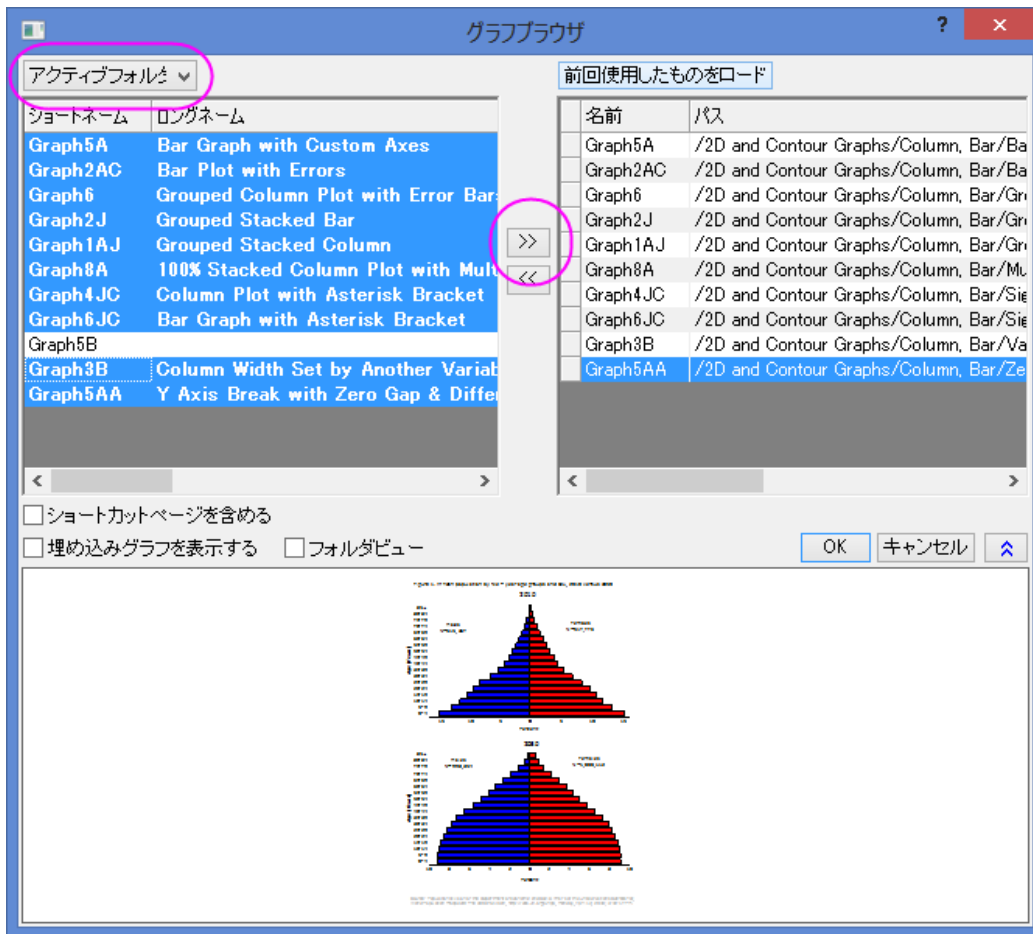 グラフブラウザ
?
×
アクティブフォルダ
前回使用したものをロード
ショートネーム ロングネーム
Graph5A Bar Graph with Custom Axes
Graph2AC Bar Plot with Errors
Graph6 Grouped Column Plot with Error Bar
Graph2J Grouped Stacked Bar
Graph1AJ Grouped Stacked Column
Graph8A 100% Stacked Column Plot with Mult
Graph4JC Column Plot with Asterisk Bracket
Graph6JC Bar Graph with Asterisk Bracket
Graph5B
Graph3B Column Width Set by Another Variab
Graph5AA Y Axis Break with Zero Gap & Differ
>>
<<
名前 パス
Graph5A /2D and Contour Graphs/Column, Bar/Ba
Graph2AC /2D and Contour Graphs/Column, Bar/Ba
Graph6 /2D and Contour Graphs/Column, Bar/Gr
Graph2J /2D and Contour Graphs/Column, Bar/Gr
Graph1AJ /2D and Contour Graphs/Column, Bar/Gr
Graph8A /2D and Contour Graphs/Column, Bar/Mu
Graph4JC /2D and Contour Graphs/Column, Bar/Sig
Graph6JC /2D and Contour Graphs/Column, Bar/Sig
Graph3B /2D and Contour Graphs/Column, Bar/Va
Graph5AA /2D and Contour Graphs/Column, Bar/Ze
ショートカットページを含める
埋め込みグラフを表示する フォルダビュー
OK キャンセル